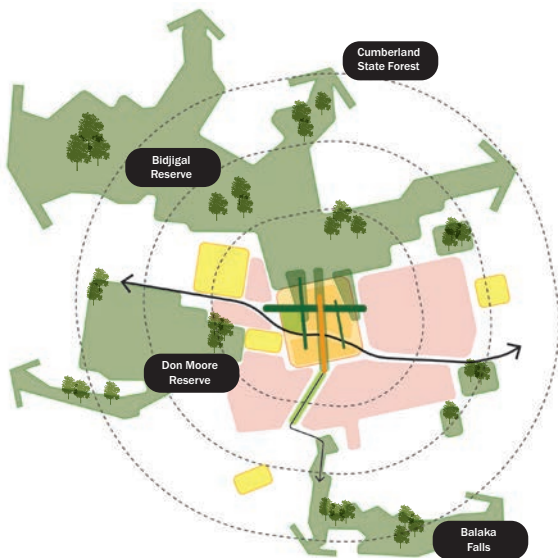 Cumberland
State Forest
Bidjigal
Reserve
Don Moore
Reserve
Balaka
Falls